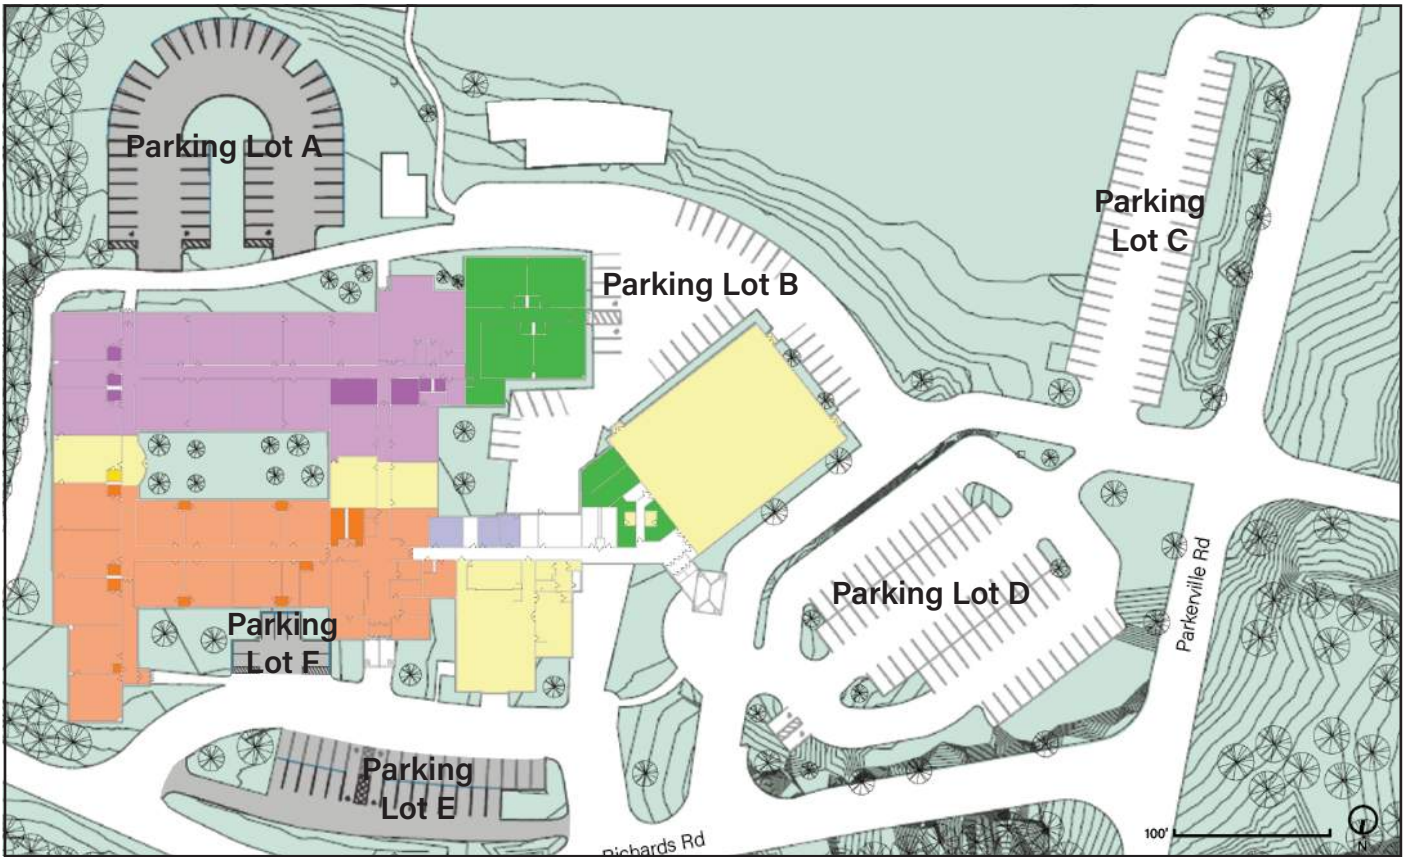 Parking Lot A
Parking
Lot C
Parking Lot B
Parking Lot D
Parkerville Rd
Parking
Lot F
Parking
Lot E
Richards Rd
100'
N